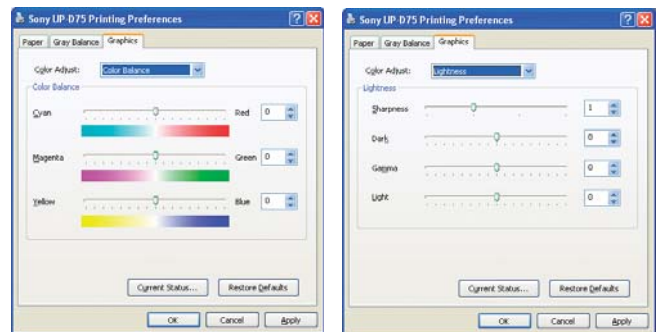 Sony UP-D75 Printing Preferences
Paper Gray Balance Graphics
Color Adjust: Color Balance
Color Balance
Cyan Red 0
Magenta Green 0
Yellow Blue 0
Current Status... Restore Defaults
OK Cancel Apply
Sony UP-D75 Printing Preferences
Paper Gray Balance Graphics
Color Adjust: Lightness
Lightness
Sharpness 1
Dark 0
Gamma 0
Light 0
Current Status... Restore Defaults
OK Cancel Apply